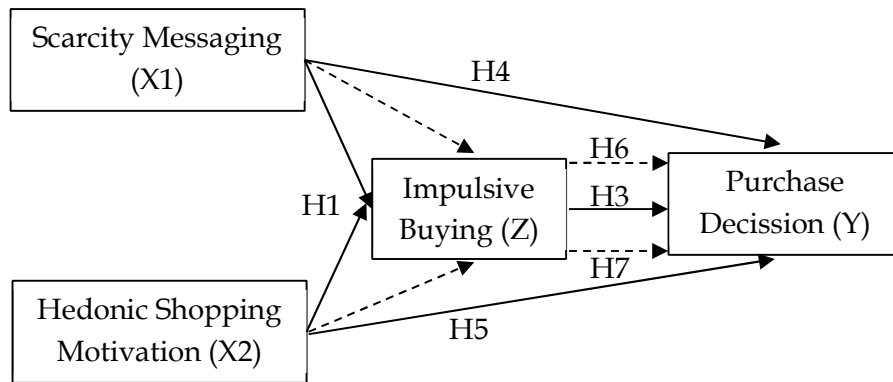 Scarcity Messaging
(X1)
H4
H6
Impulsive
Buying (Z)
H3
Purchase
Decission (Y)
H1
H7
Hedonic Shopping
Motivation (X2)
H5